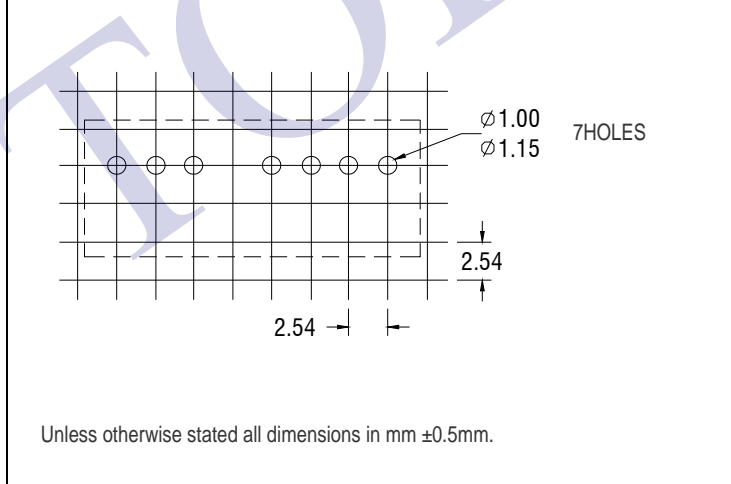 ⌀1.00
7HOLES
⌀1.15
2.54
2.54
Unless otherwise stated all dimensions in mm ±0.5mm.